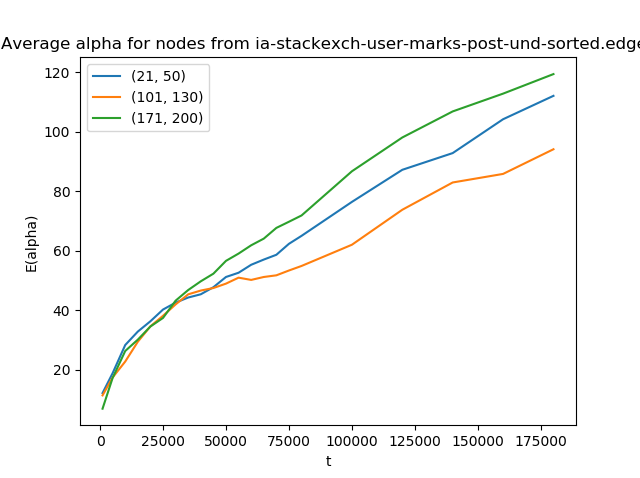 Average alpha for nodes from ia-stackexch-user-marks-post-und-sorted.edge
(21, 50)
(101, 130)
(171, 200)
E(alpha)
120
100
80
60
40
20
0 25000 50000 75000 100000 125000 150000 175000
t